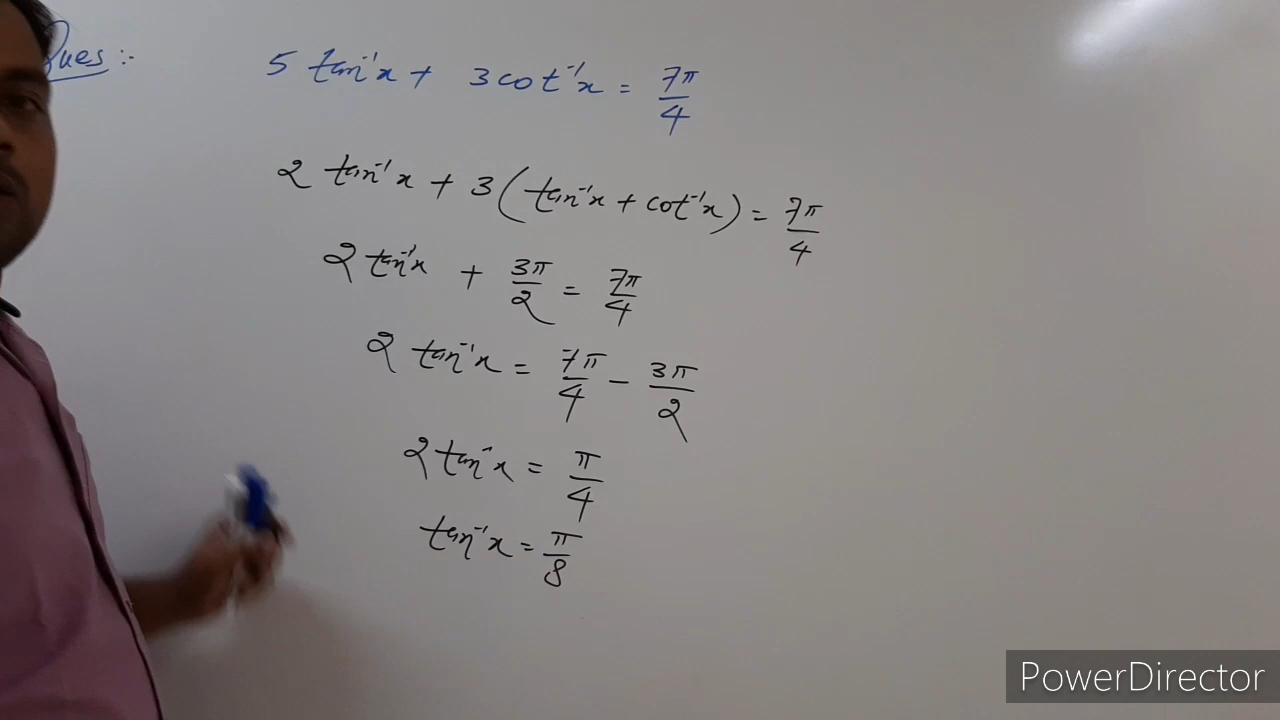 Ques :-
5 tan⁻¹x + 3cot⁻¹x = 7π/4
2 tan⁻¹x + 3(tan⁻¹x + cot⁻¹x) = 7π/4
2 tan⁻¹x + 3π/2 = 7π/4
2 tan⁻¹x = 7π/4 - 3π/2
2 tan⁻¹x = π/4
tan⁻¹x = π/8
PowerDirector